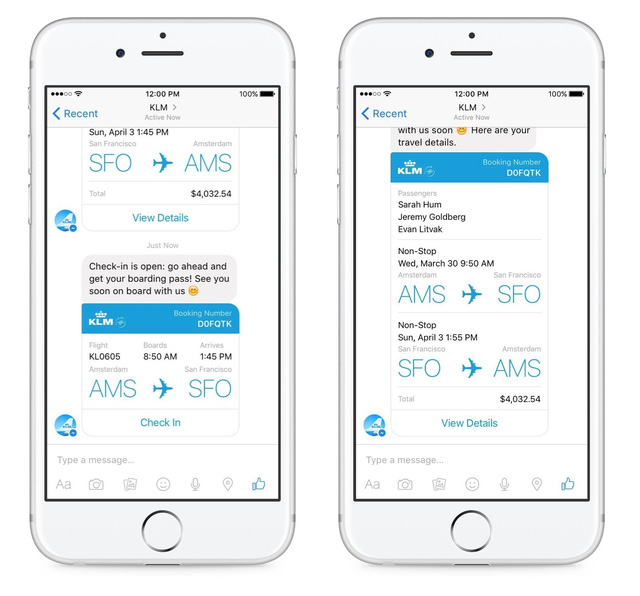 12:00 PM 100%
Recent KLM
Active Now
Sun, April 3 1:45 PM
San Francisco Amsterdam
SFO AMS
Total $4,032.54
View Details
Just Now
Check-in is open: go ahead and
get your boarding pass! See you
soon on board with us 😊
KLM Booking Number
D0FQTK
Flight Boards Arrives
KL0605 8:50 AM 1:45 PM
Amsterdam San Francisco
AMS SFO
Check In
Type a message...
Aa
12:00 PM 100%
Recent KLM
Active Now
with us soon 😊 Here are your
travel details.
KLM Booking Number
D0FQTK
Passengers
Sarah Hum
Jeremy Goldberg
Evan Litvak
Non-Stop
Wed, March 30 9:50 AM
Amsterdam San Francisco
AMS SFO
Non-Stop
Sun, April 3 1:55 PM
San Francisco Amsterdam
SFO AMS
Total $4,032.54
View Details
Type a message...
Aa